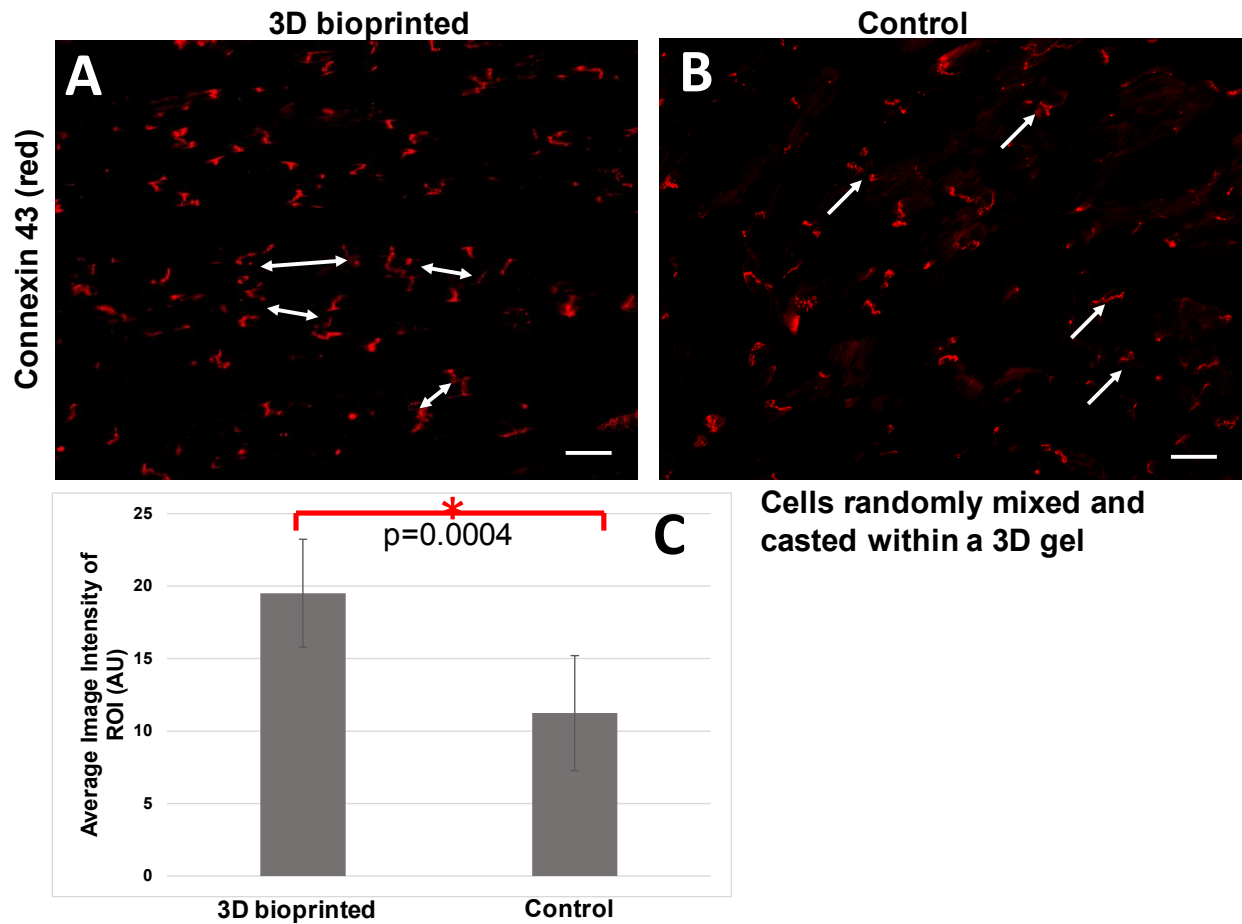 3D bioprinted
Control
A
B
Connexin 43 (red)
Cells randomly mixed and
casted within a 3D gel
C
*
p=0.0004
Average Image Intensity of
ROI (AU)
25
20
15
10
5
0
3D bioprinted
Control